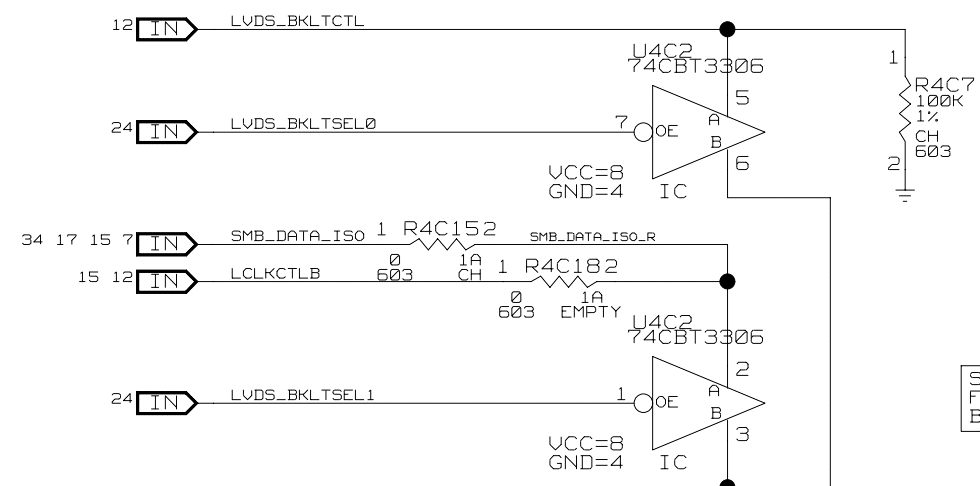 12 IN LVDS_BKLTCTL
U4C2
74CBT3306
1
R4C7
100K
1%
CH
603
2
5
A
24 IN LVDS_BKLTSEL0 7 OE
B
6
VCC=8
GND=4 IC
34 17 15 7 IN SMB_DATA_ISO 1 R4C152 SMB_DATA_ISO_R
0 1A
603 CH
15 12 IN LCLKCTLB 1 R4C182
0 1A
603 EMPTY
U4C2
74CBT3306
2
A
24 IN LVDS_BKLTSEL1 1 OE
B
3
VCC=8
GND=4 IC
S
F
B